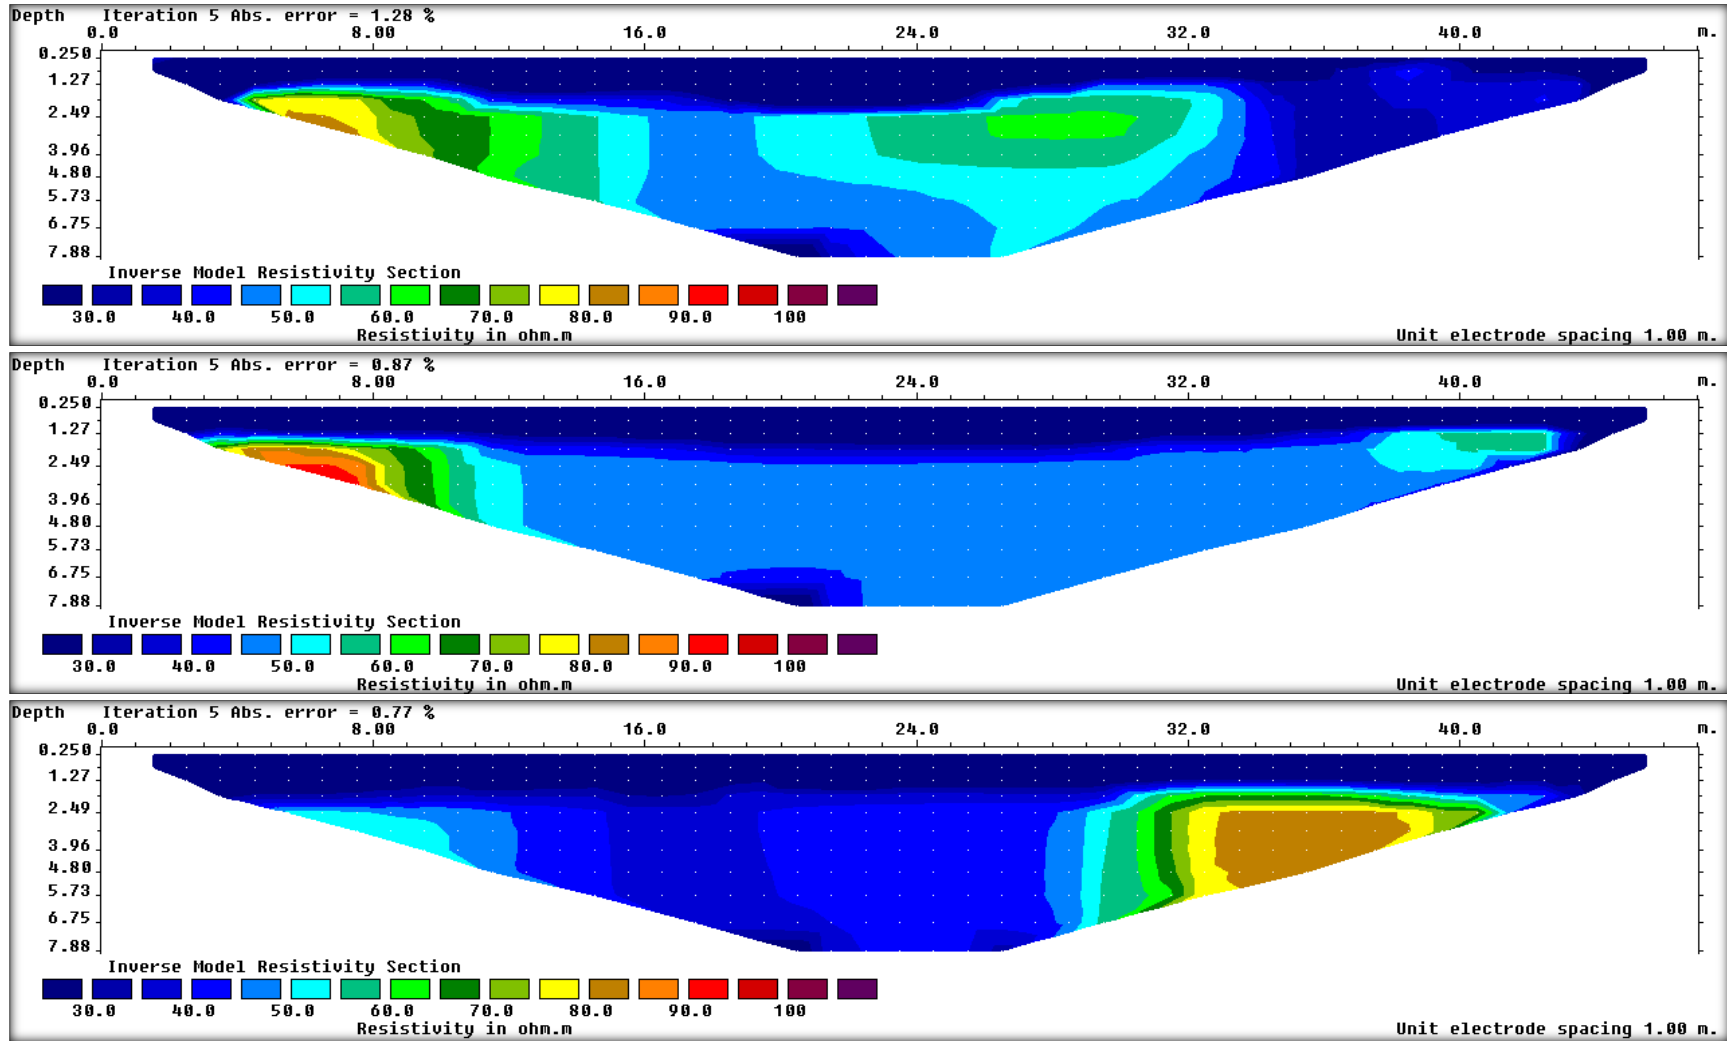 Depth Iteration 5 Abs. error = 1.28 %
0.0 8.00 16.0 24.0 32.0 40.0 m.
0.250
1.27
2.49
3.96
4.80
5.73
6.75
7.88
Inverse Model Resistivity Section
30.0 40.0 50.0 60.0 70.0 80.0 90.0 100
Resistivity in ohm.m
Unit electrode spacing 1.00 m.
Depth Iteration 5 Abs. error = 0.87 %
0.0 8.00 16.0 24.0 32.0 40.0 m.
0.250
1.27
2.49
3.96
4.80
5.73
6.75
7.88
Inverse Model Resistivity Section
30.0 40.0 50.0 60.0 70.0 80.0 90.0 100
Resistivity in ohm.m
Unit electrode spacing 1.00 m.
Depth Iteration 5 Abs. error = 0.77 %
0.0 8.00 16.0 24.0 32.0 40.0 m.
0.250
1.27
2.49
3.96
4.80
5.73
6.75
7.88
Inverse Model Resistivity Section
30.0 40.0 50.0 60.0 70.0 80.0 90.0 100
Resistivity in ohm.m
Unit electrode spacing 1.00 m.